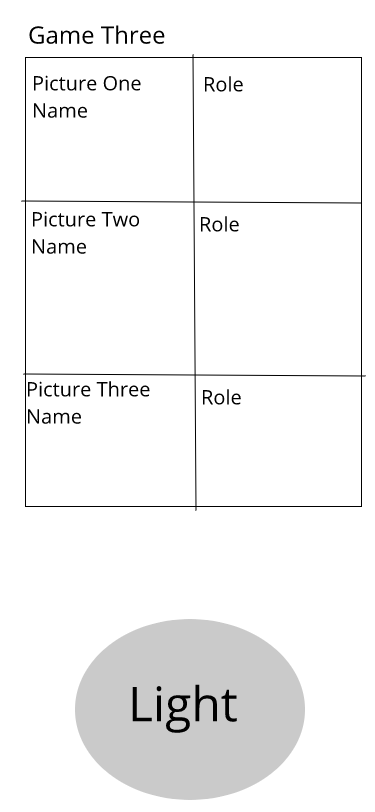 Game Three
Picture One
Name
Role
Picture Two
Name
Role
Picture Three
Name
Role
Light